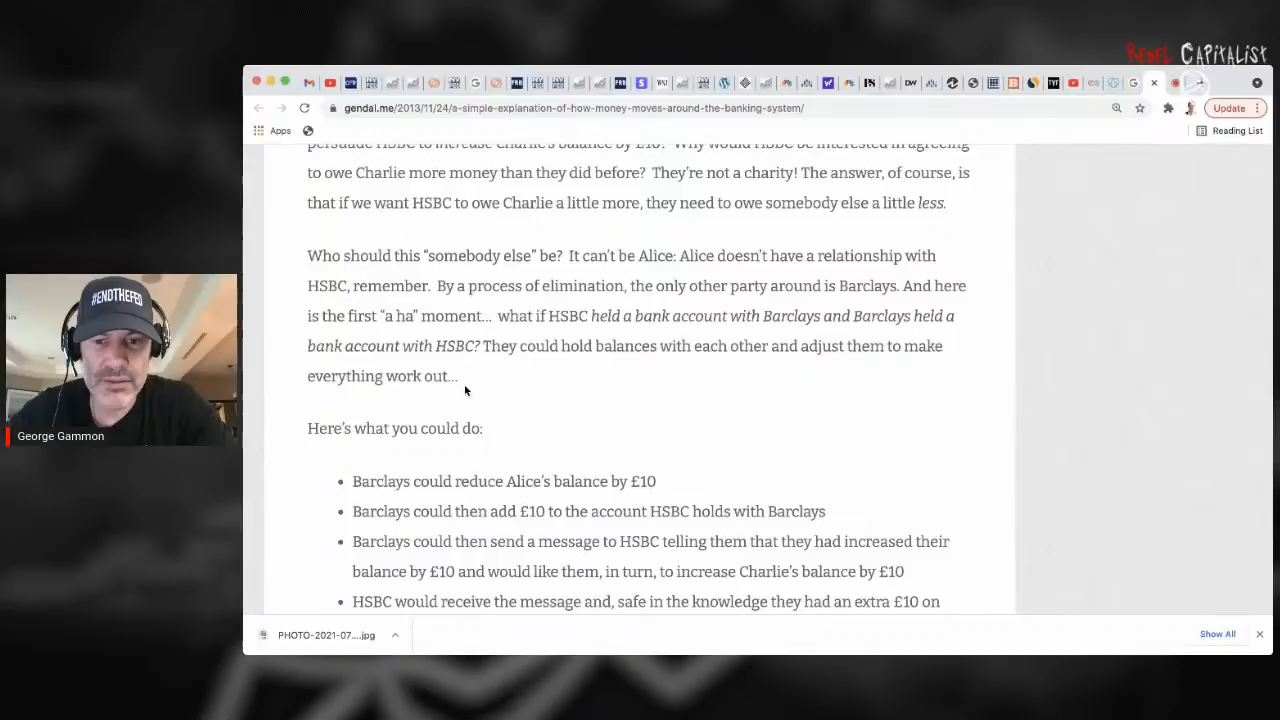 REBEL CAPITALIST
Update
gendal.me/2013/11/24/a-simple-explanation-of-how-money-moves-around-the-banking-system/
Apps
Reading List
persuade HSBC to increase Charlie's balance by £10? Why would HSBC be interested in agreeing
to owe Charlie more money than they did before? They're not a charity! The answer, of course, is
that if we want HSBC to owe Charlie a little more, they need to owe somebody else a little less.
Who should this “somebody else” be? It can't be Alice: Alice doesn't have a relationship with
HSBC, remember. By a process of elimination, the only other party around is Barclays. And here
is the first “a ha” moment… what if HSBC held a bank account with Barclays and Barclays held a
bank account with HSBC? They could hold balances with each other and adjust them to make
everything work out…
#ENDTHEFED
George Gammon
Here's what you could do:
• Barclays could reduce Alice's balance by £10
• Barclays could then add £10 to the account HSBC holds with Barclays
• Barclays could then send a message to HSBC telling them that they had increased their
balance by £10 and would like them, in turn, to increase Charlie's balance by £10
• HSBC would receive the message and, safe in the knowledge they had an extra £10 on
PHOTO-2021-07....jpg
Show All